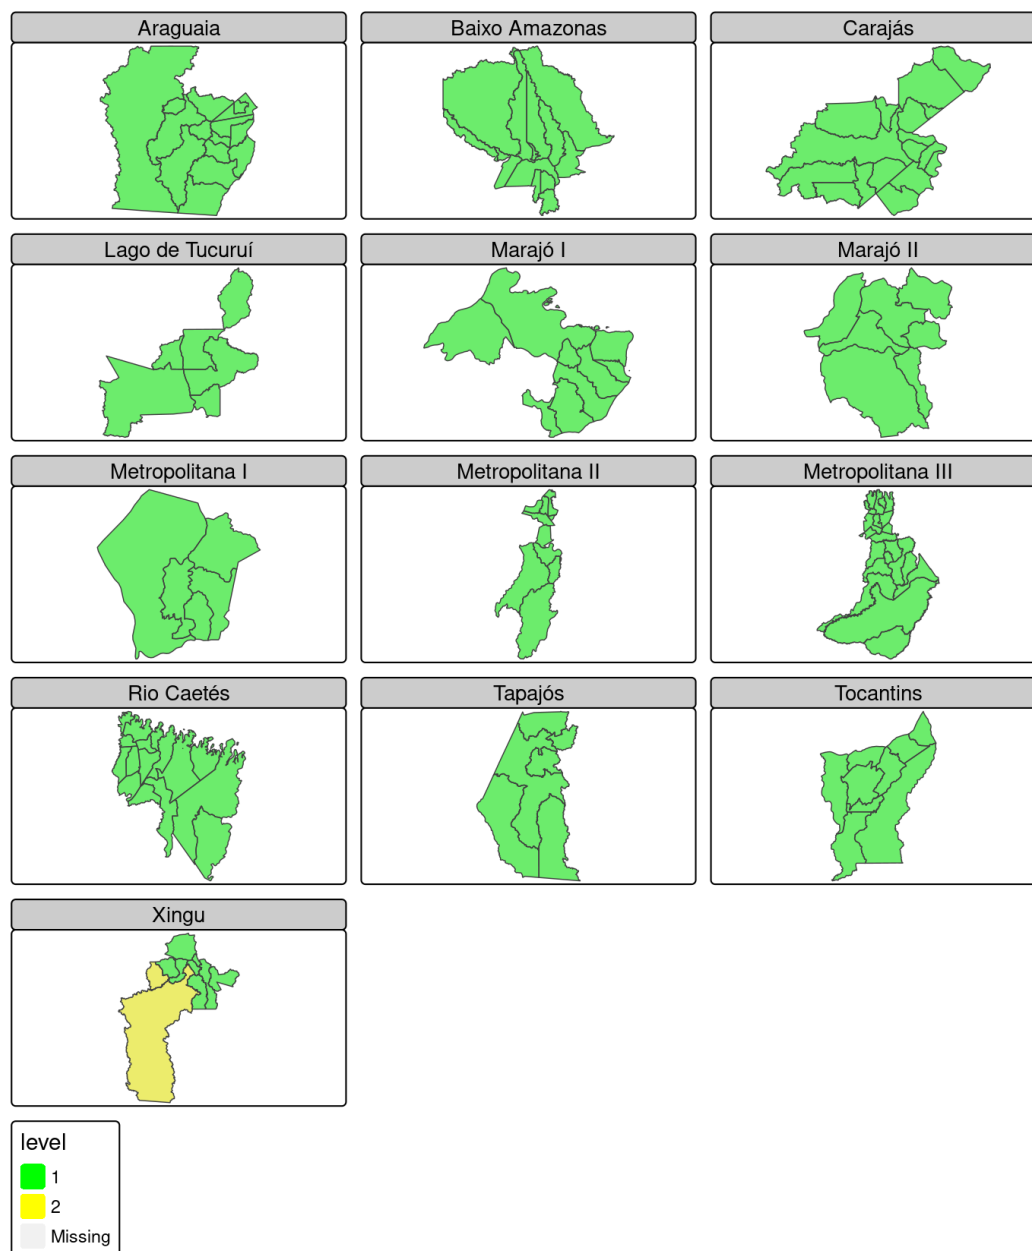 Araguaia
Baixo Amazonas
Carajás
Lago de Tucuruí
Marajó I
Marajó II
Metropolitana I
Metropolitana II
Metropolitana III
Rio Caetés
Tapajós
Tocantins
Xingu
level
1
2
Missing